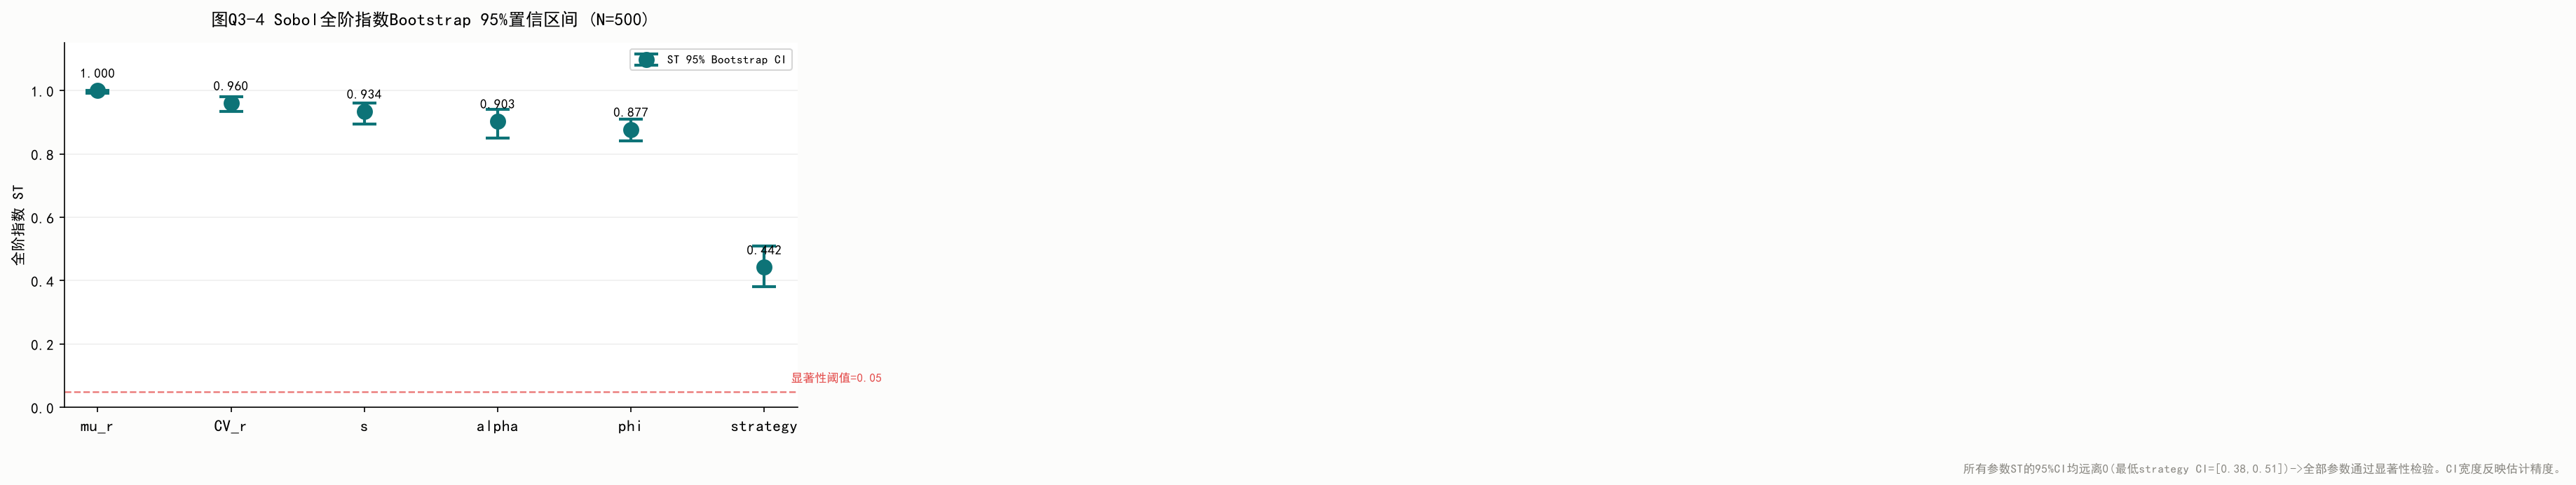 图Q3-4 Sobol全阶指数Bootstrap 95%置信区间 (N=500)
ST 95% Bootstrap CI
1.000
0.960
0.934
0.903
0.877
0.442
全阶指数 ST
1.0
0.8
0.6
0.4
0.2
0.0
显著性阈值=0.05
mu_r
CV_r
s
alpha
phi
strategy
所有参数ST的95%CI均远离0(最低strategy CI=[0.38,0.51])->全部参数通过显著性检验。CI宽度反映估计精度。